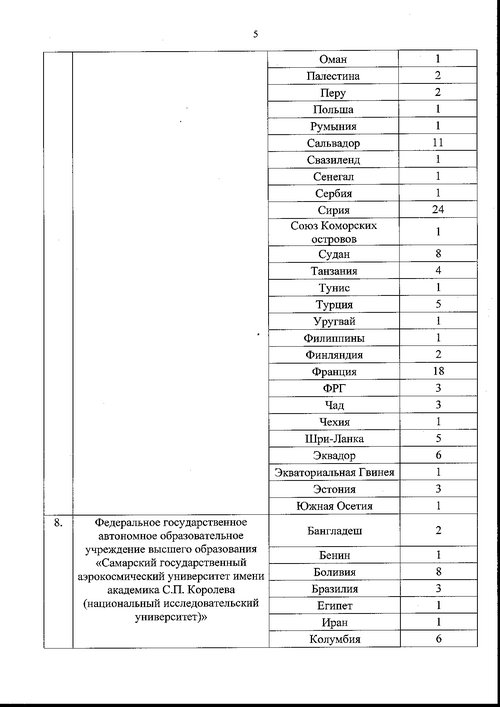 5
Оман 1
Палестина 2
Перу 2
Польша 1
Румыния 1
Сальвадор 11
Свазиленд 1
Сенегал 1
Сербия 1
Сирия 24
Союз Коморских
островов 1
Судан 8
Танзания 4
Тунис 1
Турция 5
Уругвай 1
Филиппины 1
Финляндия 2
Франция 18
ФРГ 3
Чад 3
Чехия 1
Шри-Ланка 5
Эквадор 6
Экваториальная Гвинея 1
Эстония 3
Южная Осетия 1
8. Федеральное государственное
автономное образовательное
учреждение высшего образования
«Самарский государственный
аэрокосмический университет имени
академика С.П. Королева
(национальный исследовательский
университет)»
Бангладеш 2
Бенин 1
Боливия 8
Бразилия 3
Египет 1
Иран 1
Колумбия 6